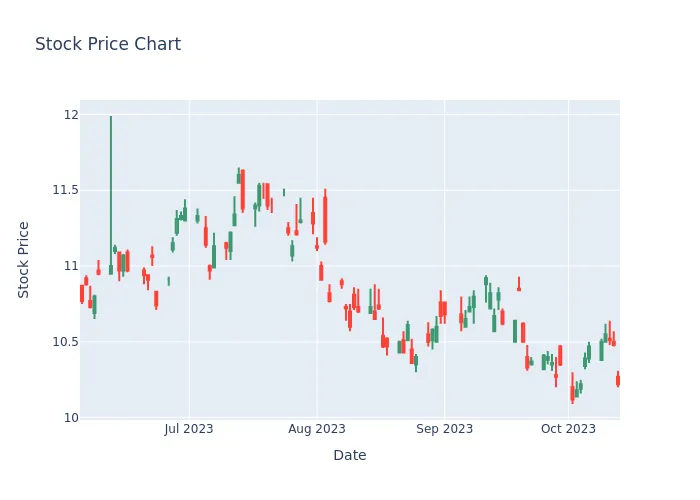 Stock Price Chart
12
11.5
11
10.5
10
Stock Price
Jul 2023
Aug 2023
Sep 2023
Oct 2023
Date